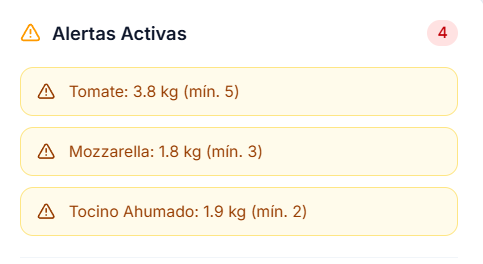 Alertas Activas
4
Tomate: 3.8 kg (mín. 5)
Mozzarella: 1.8 kg (mín. 3)
Tocino Ahumado: 1.9 kg (mín. 2)